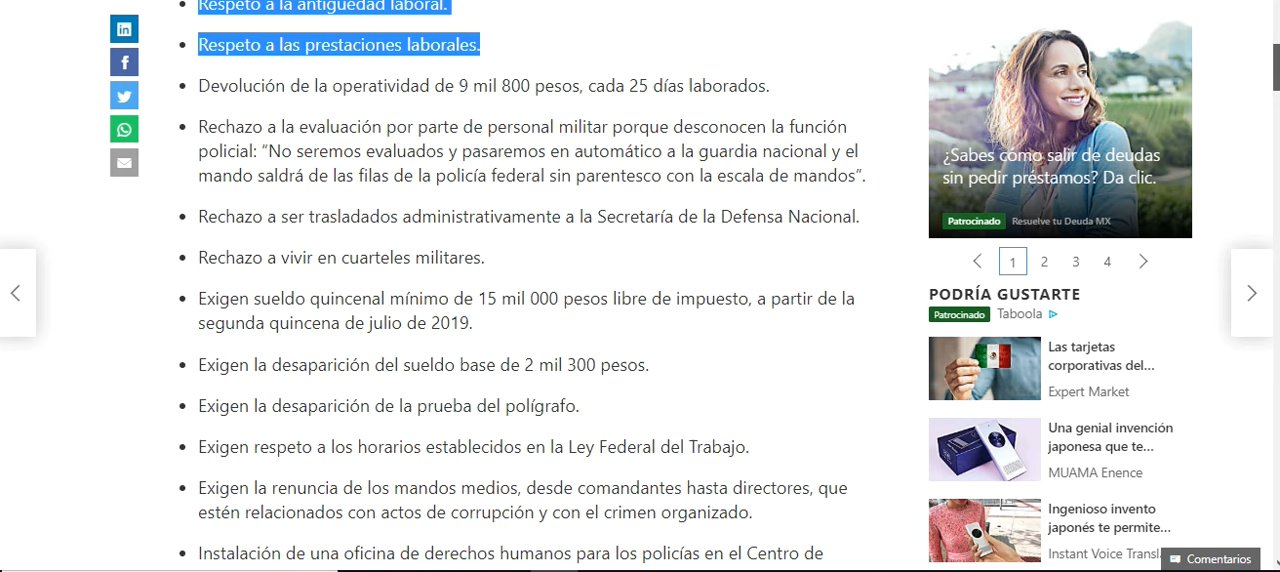 Respeto a la antigüedad laboral.
Respeto a las prestaciones laborales.
Devolución de la operatividad de 9 mil 800 pesos, cada 25 días laborados.
Rechazo a la evaluación por parte de personal militar porque desconocen la función
policial: “No seremos evaluados y pasaremos en automático a la guardia nacional y el
mando saldrá de las filas de la policía federal sin parentesco con la escala de mandos”.
Rechazo a ser trasladados administrativamente a la Secretaría de la Defensa Nacional.
Rechazo a vivir en cuarteles militares.
Exigen sueldo quincenal mínimo de 15 mil 000 pesos libre de impuesto, a partir de la
segunda quincena de julio de 2019.
Exigen la desaparición del sueldo base de 2 mil 300 pesos.
Exigen la desaparición de la prueba del polígrafo.
Exigen respeto a los horarios establecidos en la Ley Federal del Trabajo.
Exigen la renuncia de los mandos medios, desde comandantes hasta directores, que
estén relacionados con actos de corrupción y con el crimen organizado.
Instalación de una oficina de derechos humanos para los policías en el Centro de
¿Sabes cómo salir de deudas
sin pedir préstamos? Da clic.
Patrocinado Resuelve tu Deuda MX
1 2 3 4
PODRÍA GUSTARTE
Patrocinado Taboola
Las tarjetas
corporativas del...
Expert Market
Una genial invención
japonesa que te...
MUAMA Enence
Ingenioso invento
japonés te permite...
Instant Voice Transla
Comentarios